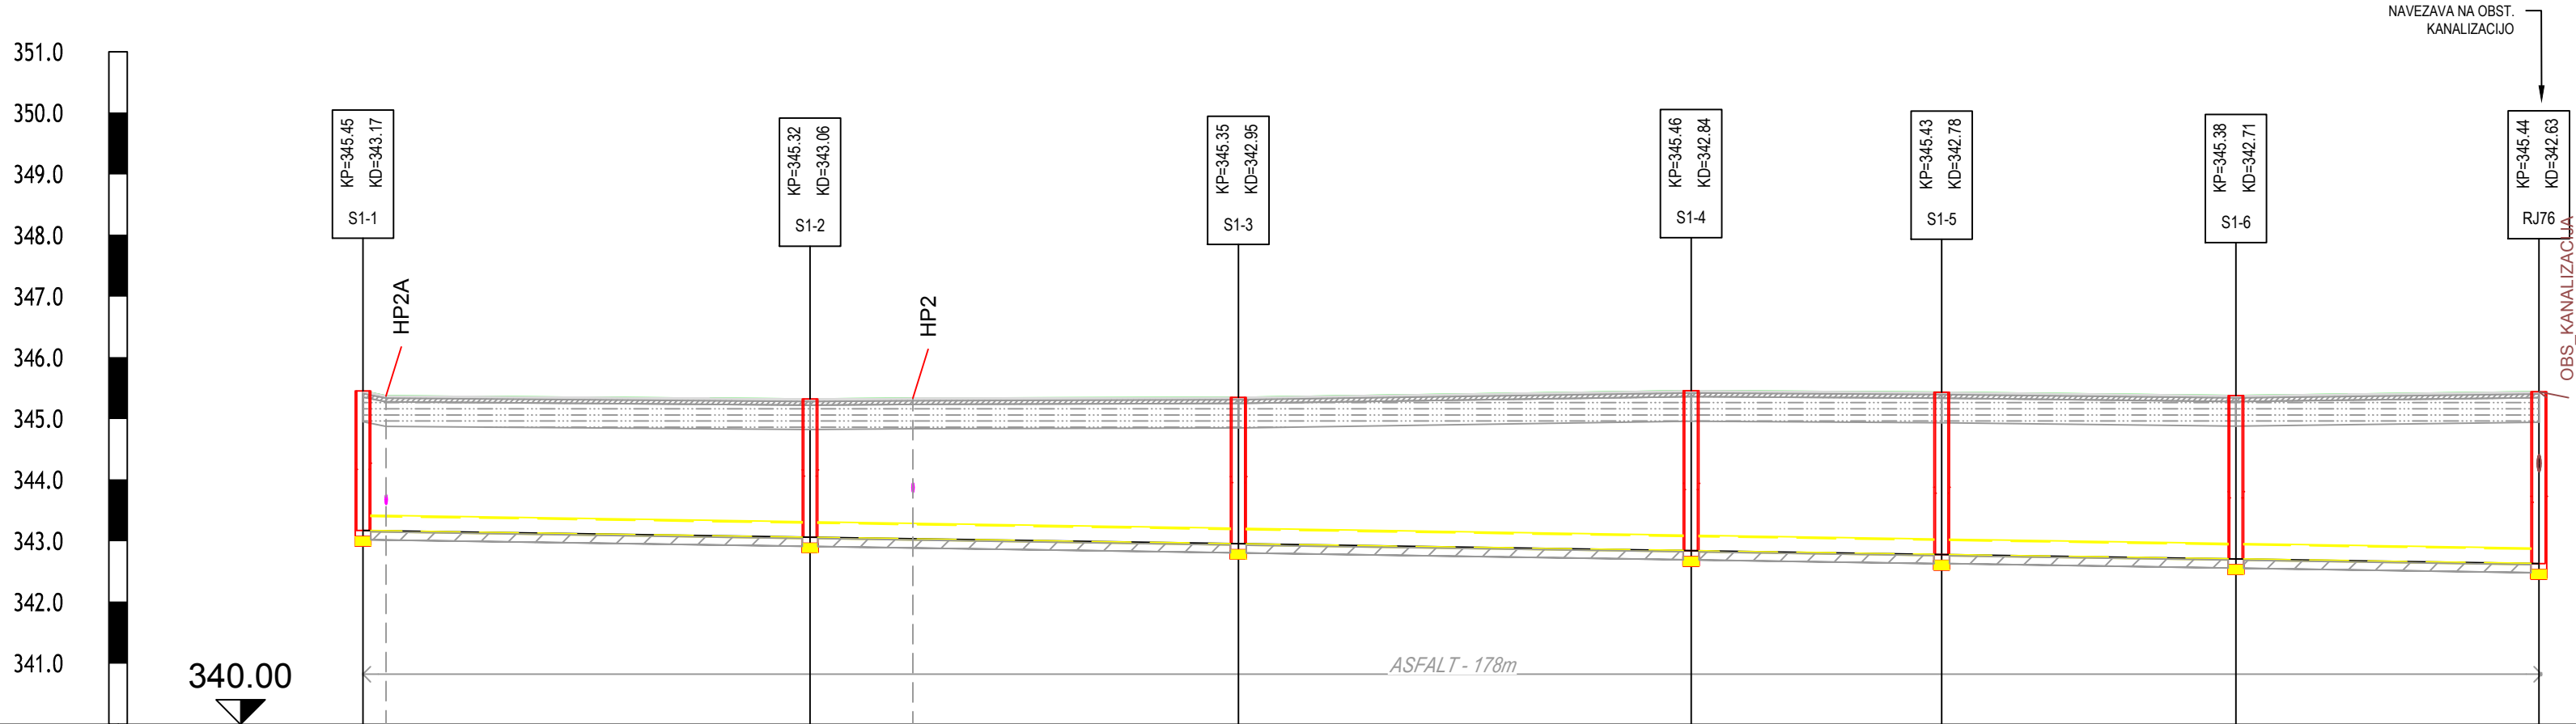 NAVEZAVA NA OBST.
KANALIZACIJO
351.0
350.0
349.0
348.0
347.0
346.0
345.0
344.0
343.0
342.0
341.0
340.00
KP=345.45
KD=343.17
S1-1
HP2A
KP=345.32
KD=343.06
S1-2
HP2
KP=345.35
KD=342.95
S1-3
KP=345.46
KD=342.84
S1-4
KP=345.43
KD=342.78
S1-5
KP=345.38
KD=342.71
S1-6
KP=345.44
KD=342.63
RJ76
OBS_KANALIZACIJA
ASFALT - 178m